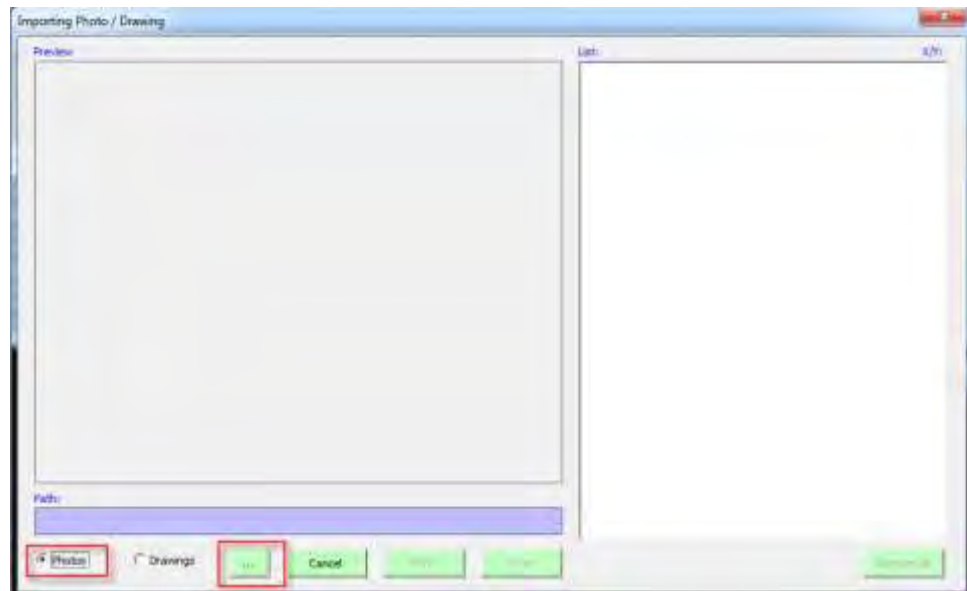 Importing Photo / Drawing
Preview
List:
Path:
Photos
Drawings
...
Cancel